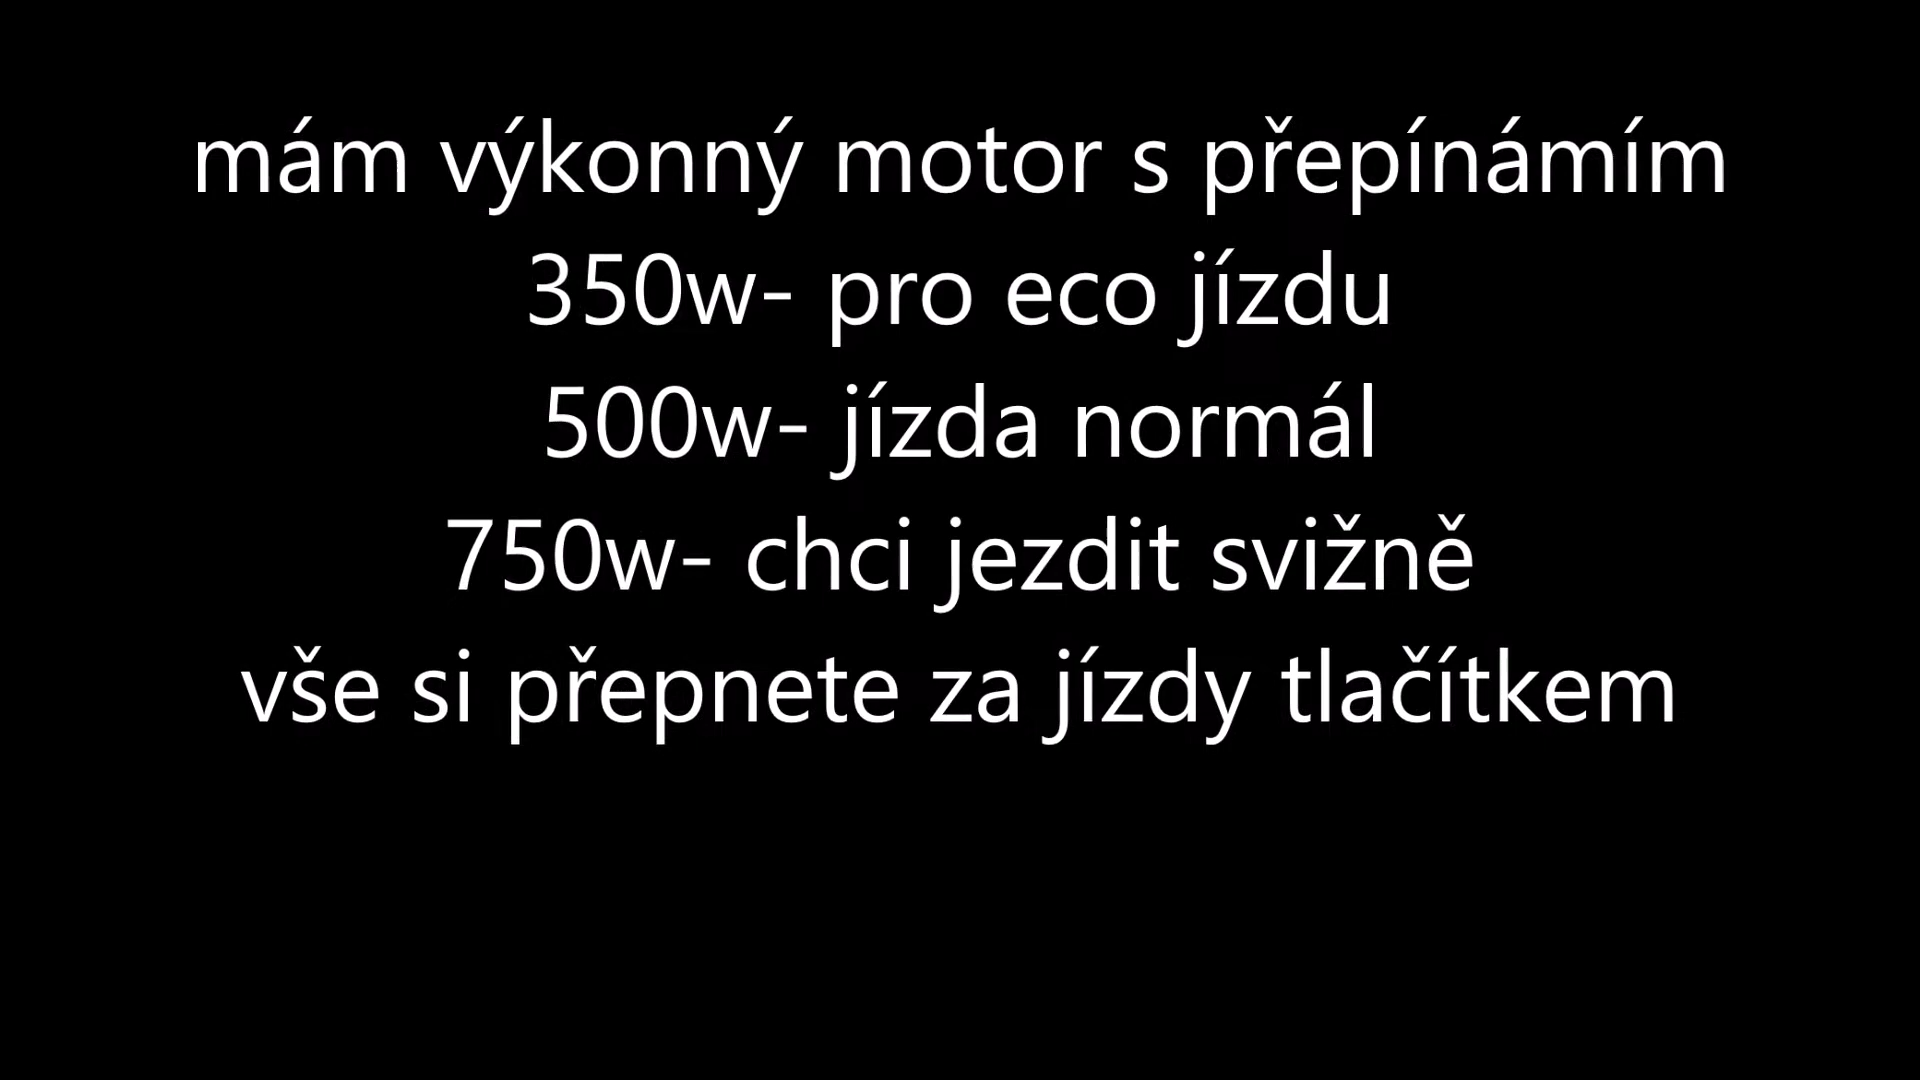 mám výkonný motor s přepínámím
350w- pro eco jízdu
500w- jízda normál
750w- chci jezdit svižně
vše si přepnete za jízdy tlačítkem